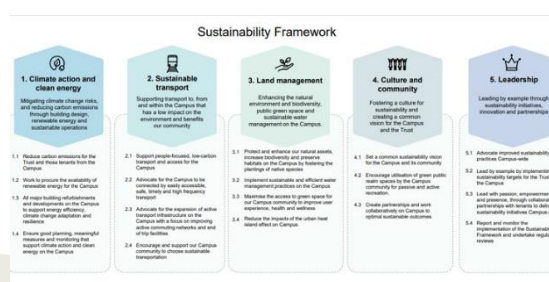 Sustainability Framework
1. Climate action and
clean energy
Mitigating climate change risks,
and reducing carbon emissions
through building design,
renewable energy and
sustainable operations
1.1 Reduce carbon emissions for the
Trust and those tenants from the
Campus
1.2 Work to procure the availability of
renewable energy for the Campus
1.3 All major building refurbishments
and developments on the Campus
to support energy efficiency,
climate change adaptation and
resilience
1.4 Ensure good planning, meaningful
measures and monitoring that
support climate action and clean
energy on the Campus
2. Sustainable
transport
Supporting transport to, from
and within the Campus that
has a low impact on the
environment and benefits
our community
2.1 Support people-focused, low-carbon
transport and access for the
Campus
2.2 Advocate for the Campus to be
connected by easily accessible,
safe, timely and high frequency
transport
2.3 Advocate for the expansion of active
transport infrastructure on the
Campus with a focus on improving
active commuting networks and end
of trip facilities
2.4 Encourage and support our Campus
community to choose sustainable
transportation
3. Land management
Enhancing the natural
environment and biodiversity,
public green space and
sustainable water
management on the Campus.
3.1 Protect and enhance our natural assets,
increase biodiversity and preserve
habitats on the Campus by fostering the
plantings of native species
3.2 Implement sustainable and efficient water
management practices on the Campus
3.3 Maximise the access to green space for
our Campus community to improve user
experience, health and wellness
3.4 Reduce the impacts of the urban heat
island effect on Campus
4. Culture and
community
Fostering a culture for
sustainability and
creating a common
vision for the Campus
and the Trust
4.1 Set a common sustainability vision
for the Campus and its community
4.2 Encourage utilisation of green public
realm spaces by the Campus
community for passive and active
recreation.
4.3 Create partnerships and work
collaboratively on Campus to
optimal sustainable outcomes
5. Leadership
Leading by example through
sustainability initiatives,
innovation and partnerships
5.1 Advocate improved sustainability
practices Campus-wide
5.2 Lead by example by implementing
sustainability targets for the Trust
the Campus
5.3 Lead with passion, empowerment
and presence, through collaborative
partnerships with tenants to deliver
sustainability initiatives Campus
5.4 Report and monitor the
implementation of the Sustainability
Framework and undertake regular
reviews